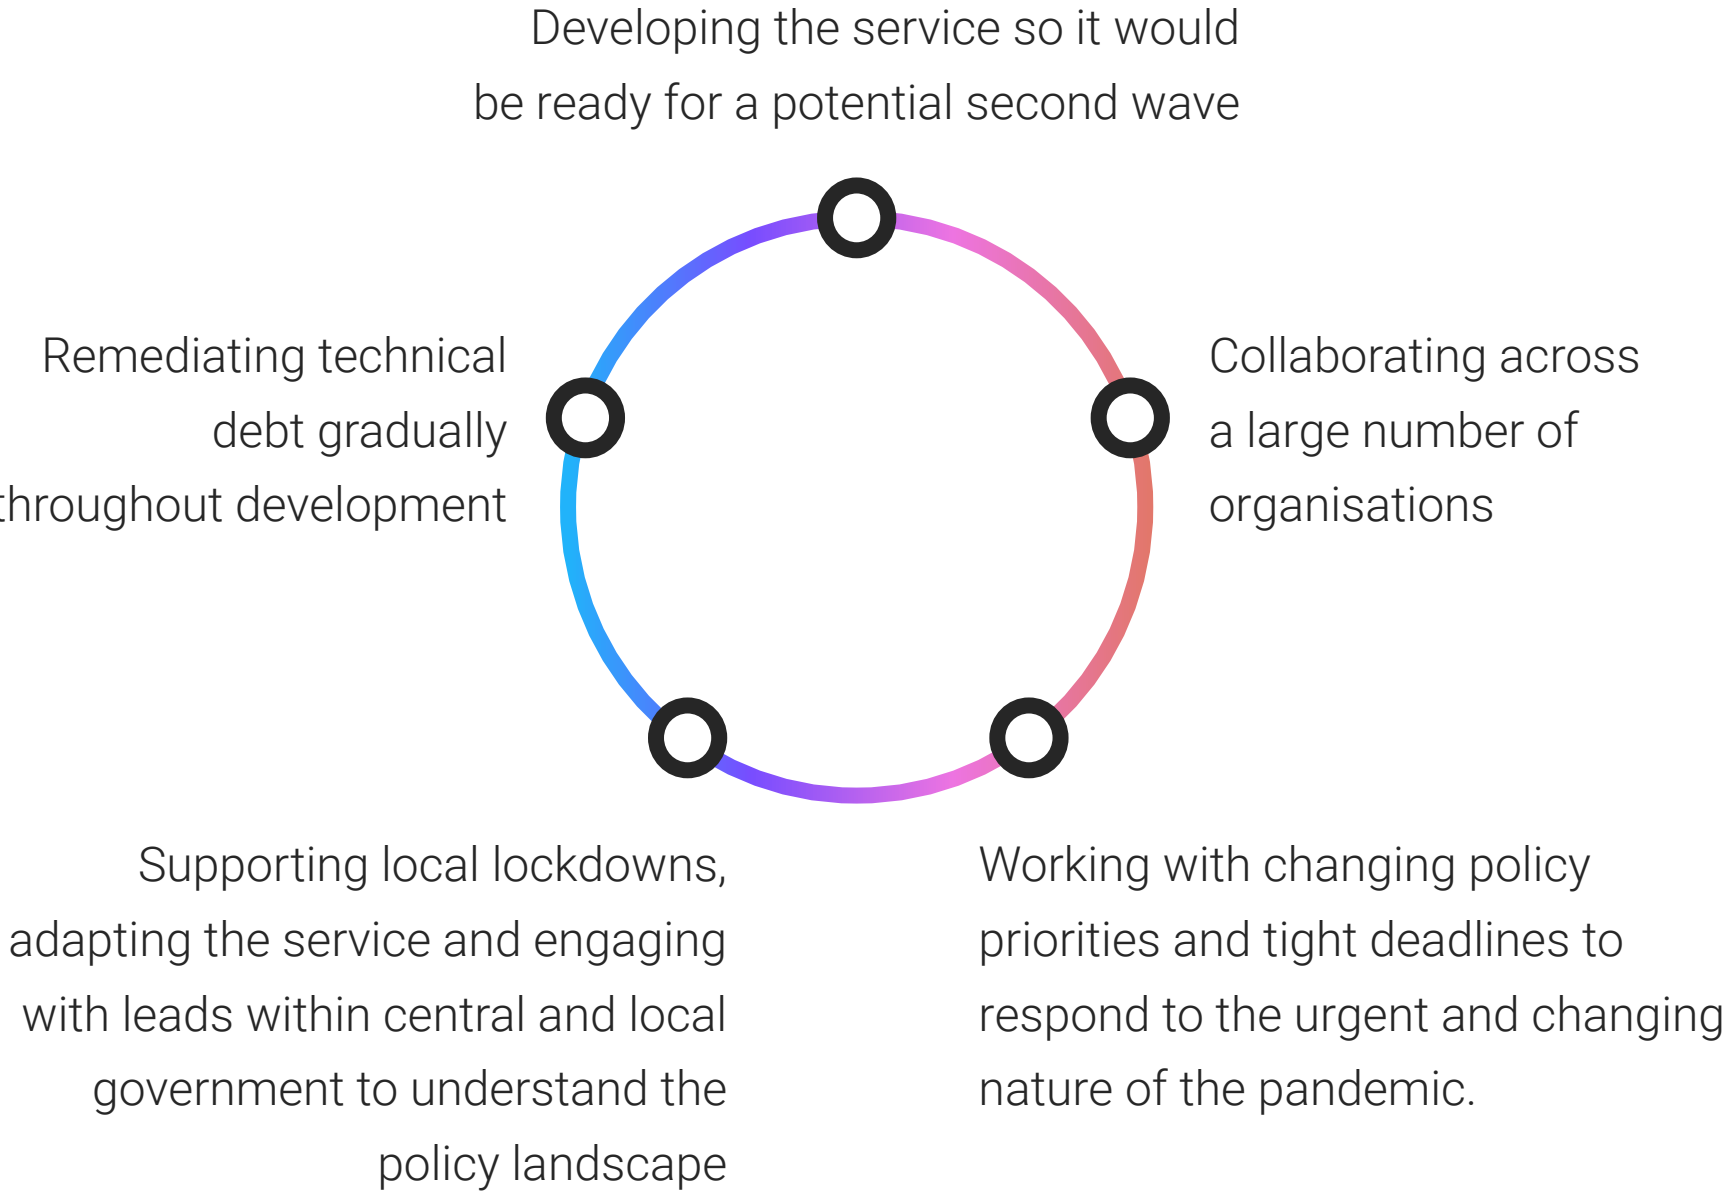 Developing the service so it would
be ready for a potential second wave
Remediating technical
debt gradually
throughout development
Collaborating across
a large number of
organisations
Supporting local lockdowns,
adapting the service and engaging
with leads within central and local
government to understand the
policy landscape
Working with changing policy
priorities and tight deadlines to
respond to the urgent and changing
nature of the pandemic.